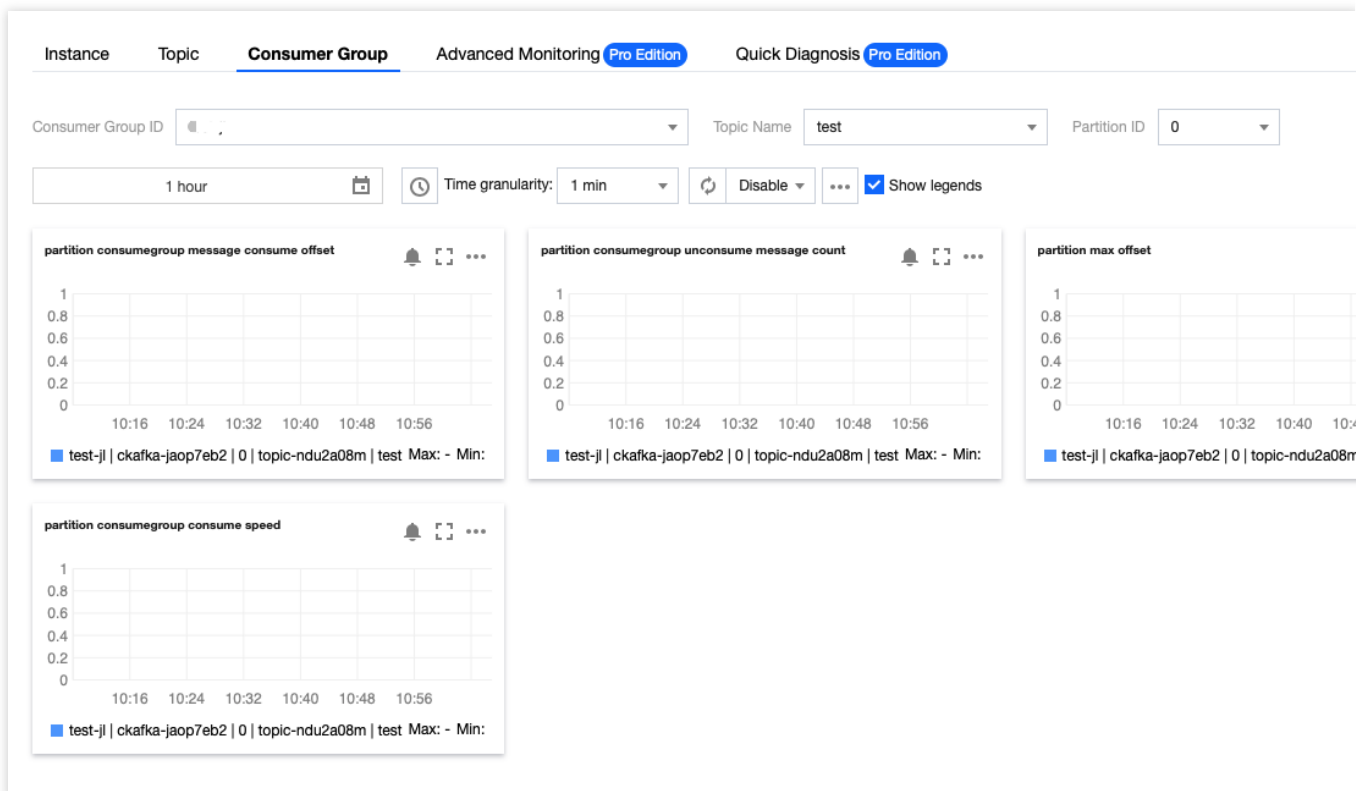 Instance Topic Consumer Group Advanced Monitoring Pro Edition Quick Diagnosis Pro Edition
Consumer Group ID Topic Name test Partition ID 0
1 hour Time granularity: 1 min Disable Show legends
partition consumegroup message consume offset
1
0.8
0.6
0.4
0.2
0
10:16 10:24 10:32 10:40 10:48 10:56
test-jl | ckafka-jaop7eb2 | 0 | topic-ndu2a08m | test Max: - Min:
partition consumegroup unconsume message count
1
0.8
0.6
0.4
0.2
0
10:16 10:24 10:32 10:40 10:48 10:56
test-jl | ckafka-jaop7eb2 | 0 | topic-ndu2a08m | test Max: - Min:
partition max offset
1
0.8
0.6
0.4
0.2
0
10:16 10:24 10:32 10:40
test-jl | ckafka-jaop7eb2 | 0 | topic-ndu2a08m
partition consumegroup consume speed
1
0.8
0.6
0.4
0.2
0
10:16 10:24 10:32 10:40 10:48 10:56
test-jl | ckafka-jaop7eb2 | 0 | topic-ndu2a08m | test Max: - Min: